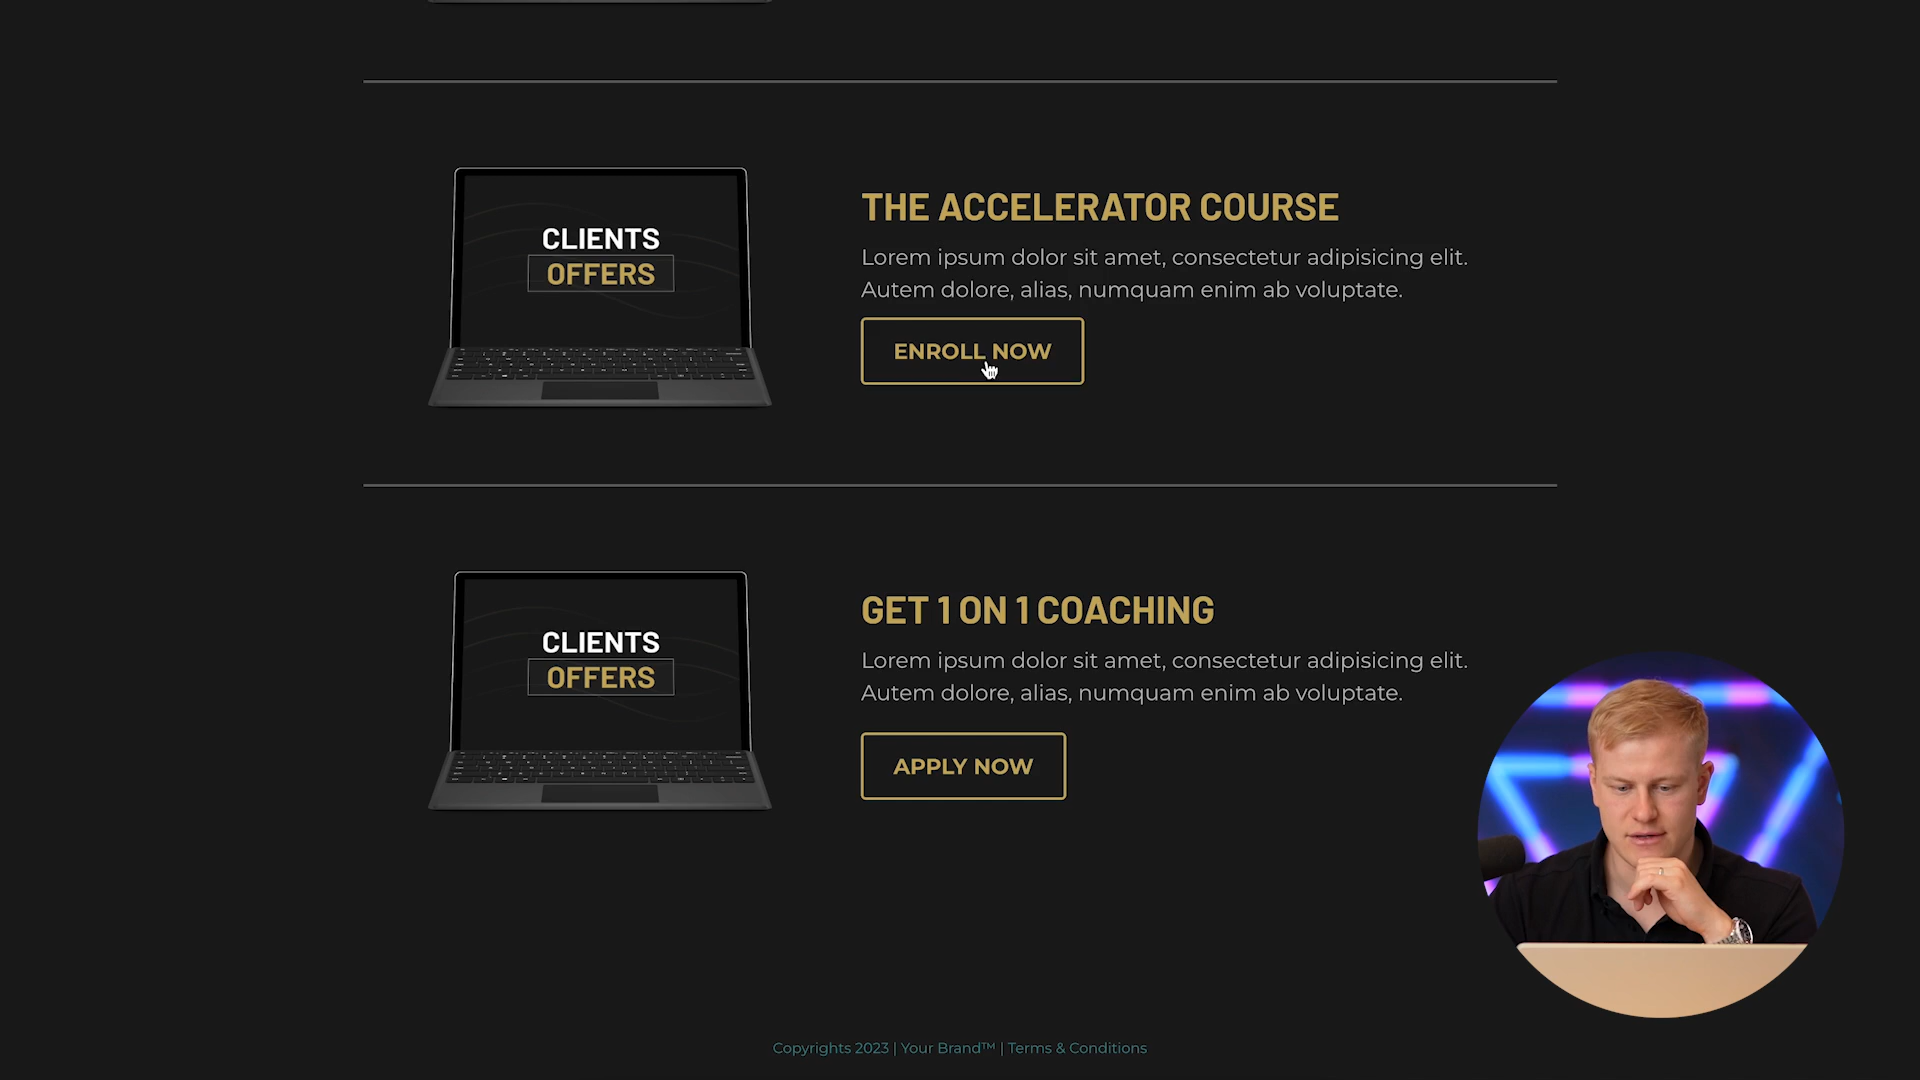 CLIENTS
OFFERS
THE ACCELERATOR COURSE
Lorem ipsum dolor sit amet, consectetur adipisicing elit.
Autem dolore, alias, numquam enim ab voluptate.
ENROLL NOW
CLIENTS
OFFERS
GET 1 ON 1 COACHING
Lorem ipsum dolor sit amet, consectetur adipisicing elit.
Autem dolore, alias, numquam enim ab voluptate.
APPLY NOW
Copyrights 2023 | Your Brand™ | Terms & Conditions